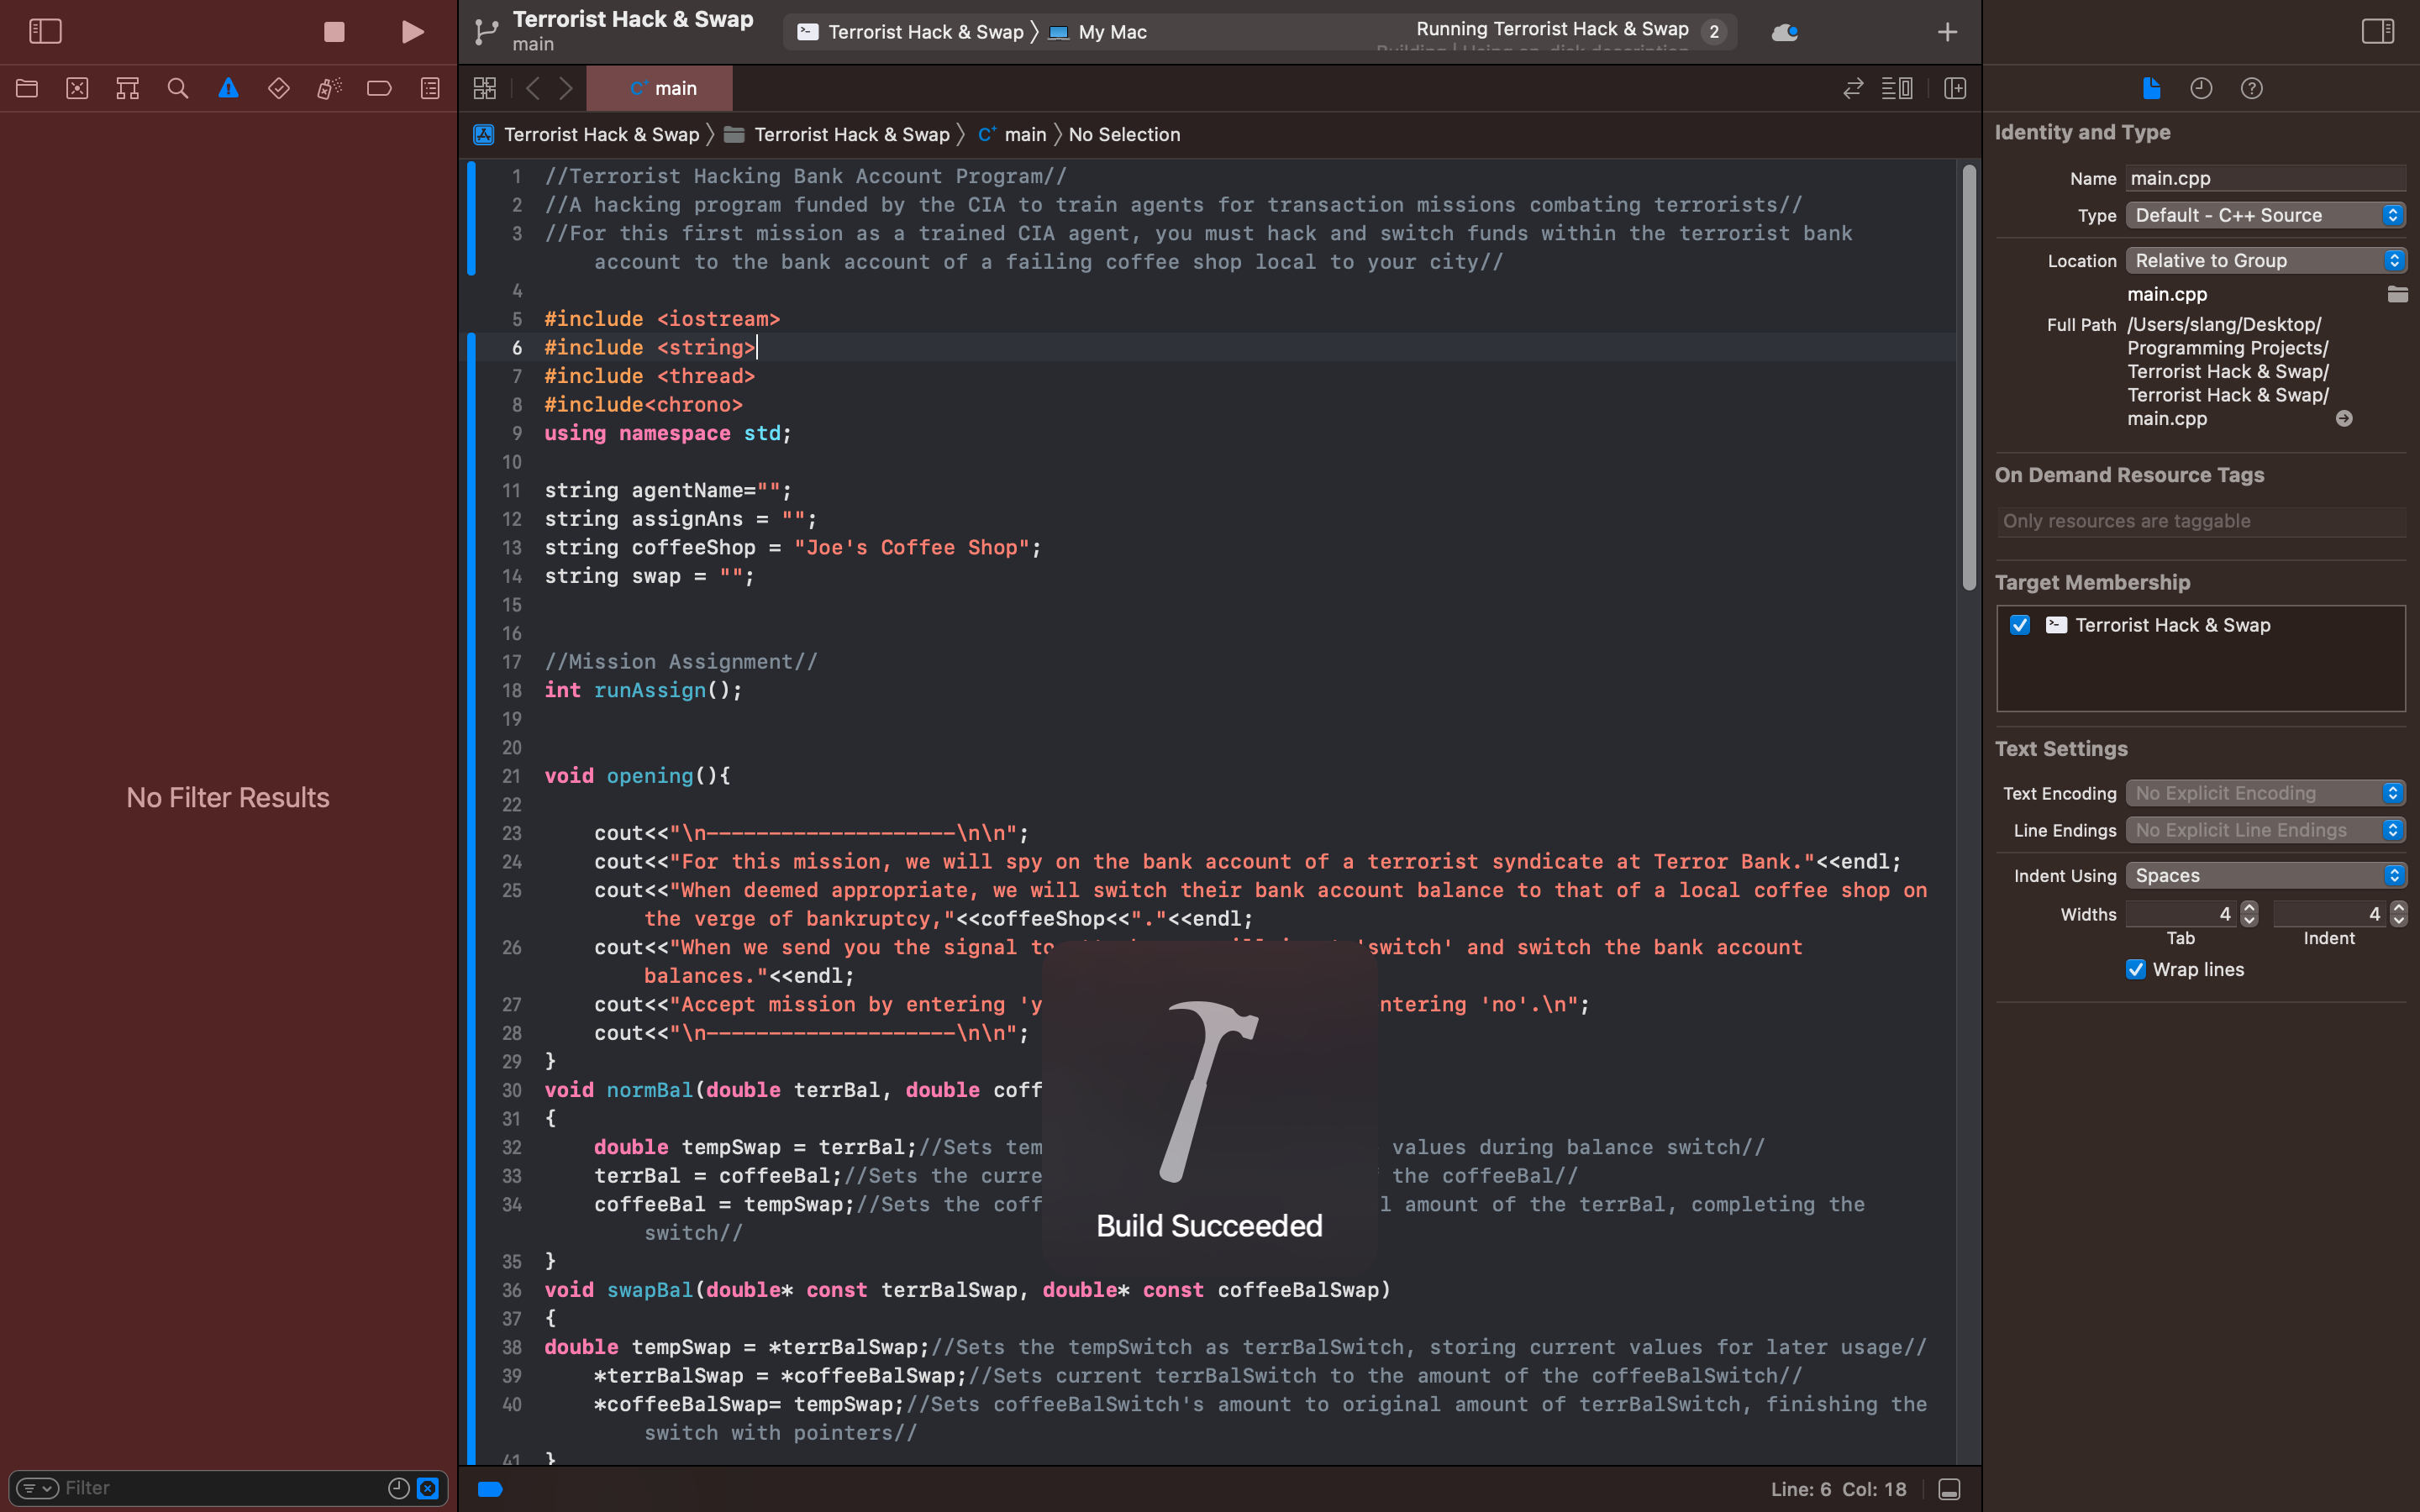 Terrorist Hack & Swap
main
Terrorist Hack & Swap
My Mac
Running Terrorist Hack & Swap
2
main
Terrorist Hack & Swap
Terrorist Hack & Swap
main
No Selection
1 //Terrorist Hacking Bank Account Program//
2 //A hacking program funded by the CIA to train agents for transaction missions combating terrorists//
3 //For this first mission as a trained CIA agent, you must hack and switch funds within the terrorist bank
account to the bank account of a failing coffee shop local to your city//
4
5 #include <iostream>
6 #include <string>
7 #include <thread>
8 #include<chrono>
9 using namespace std;
10
11 string agentName="";
12 string assignAns = "";
13 string coffeeShop = "Joe's Coffee Shop";
14 string swap = "";
15
16
17 //Mission Assignment//
18 int runAssign();
19
20
21 void opening(){
22
23 cout<<"\n--------------------\n\n";
24 cout<<"For this mission, we will spy on the bank account of a terrorist syndicate at Terror Bank."<<endl;
25 cout<<"When deemed appropriate, we will switch their bank account balance to that of a local coffee shop on
the verge of bankruptcy,"<<coffeeShop<<"."<<endl;
26 cout<<"When we send you the signal to 'switch' and switch the bank account
balances."<<endl;
27 cout<<"Accept mission by entering 'y ntering 'no'.\n";
28 cout<<"\n--------------------\n\n";
29 }
30 void normBal(double terrBal, double coff
31 {
32 double tempSwap = terrBal;//Sets tem values during balance switch//
33 terrBal = coffeeBal;//Sets the curre the coffeeBal//
34 coffeeBal = tempSwap;//Sets the coff l amount of the terrBal, completing the
switch//
35 }
36 void swapBal(double* const terrBalSwap, double* const coffeeBalSwap)
37 {
38 double tempSwap = *terrBalSwap;//Sets the tempSwitch as terrBalSwitch, storing current values for later usage//
39 *terrBalSwap = *coffeeBalSwap;//Sets current terrBalSwitch to the amount of the coffeeBalSwitch//
40 *coffeeBalSwap= tempSwap;//Sets coffeeBalSwitch's amount to original amount of terrBalSwitch, finishing the
switch with pointers//
41 }
Build Succeeded
No Filter Results
Filter
Line: 6 Col: 18
Identity and Type
Name main.cpp
Type Default - C++ Source
Location Relative to Group
main.cpp
Full Path /Users/slang/Desktop/
Programming Projects/
Terrorist Hack & Swap/
Terrorist Hack & Swap/
main.cpp
On Demand Resource Tags
Only resources are taggable
Target Membership
Terrorist Hack & Swap
Text Settings
Text Encoding No Explicit Encoding
Line Endings No Explicit Line Endings
Indent Using Spaces
Widths 4 4
Tab Indent
Wrap lines